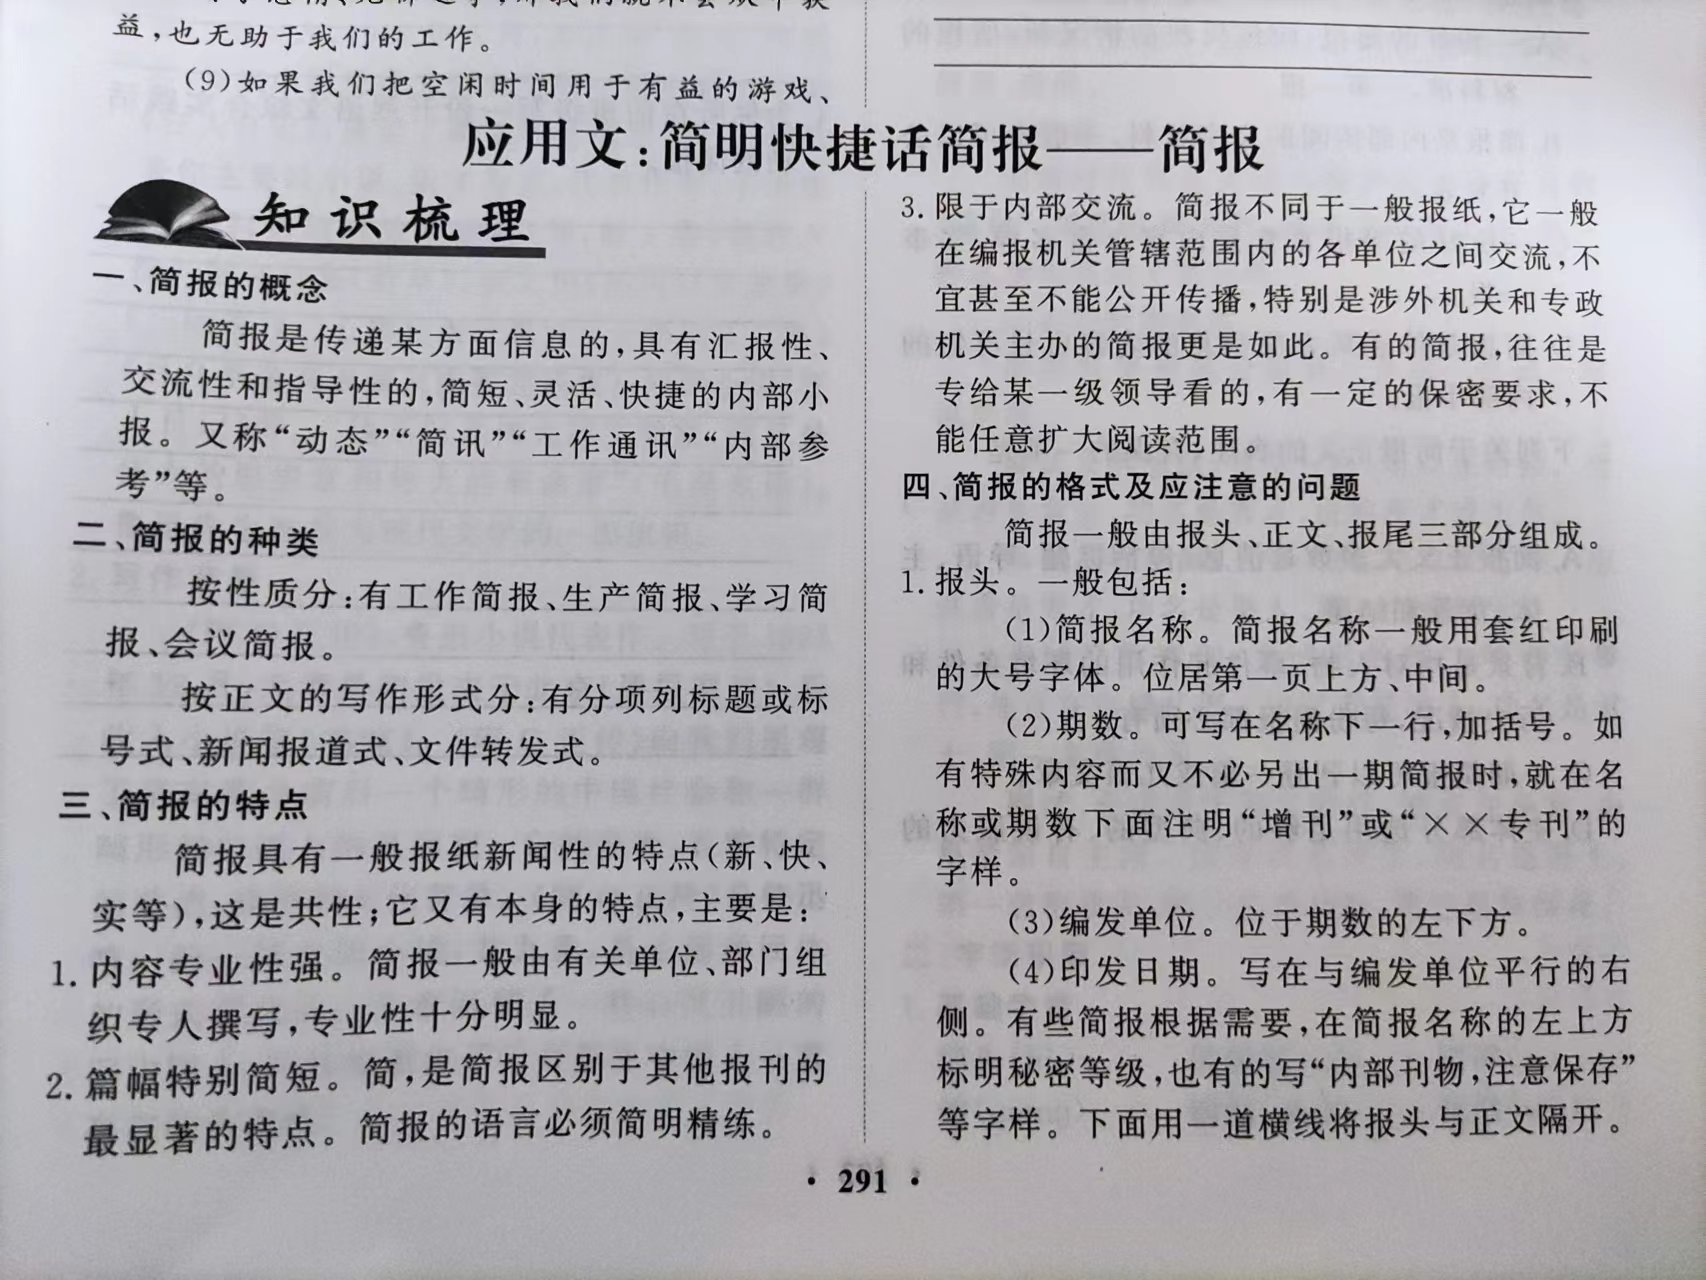 益，也无助于我们的工作。
(9)如果我们把空闲时间用于有益的游戏、
应用文：简明快捷话简报——简报
知识梳理
一、简报的概念
简报是传递某方面信息的，具有汇报性、
交流性和指导性的，简短、灵活、快捷的内部小
报。又称“动态”“简讯”“工作通讯”“内部参
考”等。
二、简报的种类
按性质分：有工作简报、生产简报、学习简
报、会议简报。
按正文的写作形式分：有分项列标题或标
号式、新闻报道式、文件转发式。
三、简报的特点
简报具有一般报纸新闻性的特点(新、快、
实等)，这是共性；它又有本身的特点，主要是：
1. 内容专业性强。简报一般由有关单位、部门组
织专人撰写，专业性十分明显。
2. 篇幅特别简短。简，是简报区别于其他报刊的
最显著的特点。简报的语言必须简明精练。
3. 限于内部交流。简报不同于一般报纸，它一般
在编报机关管辖范围内的各单位之间交流，不
宜甚至不能公开传播，特别是涉外机关和专政
机关主办的简报更是如此。有的简报，往往是
专给某一级领导看的，有一定的保密要求，不
能任意扩大阅读范围。
四、简报的格式及应注意的问题
简报一般由报头、正文、报尾三部分组成。
1. 报头。一般包括：
(1)简报名称。简报名称一般用套红印刷
的大号字体。位居第一页上方、中间。
(2)期数。可写在名称下一行，加括号。如
有特殊内容而又不必另出一期简报时，就在名
称或期数下面注明“增刊”或“××专刊”的
字样。
(3)编发单位。位于期数的左下方。
(4)印发日期。写在与编发单位平行的右
侧。有些简报根据需要，在简报名称的左上方
标明秘密等级，也有的写“内部刊物，注意保存”
等字样。下面用一道横线将报头与正文隔开。
· 291 ·